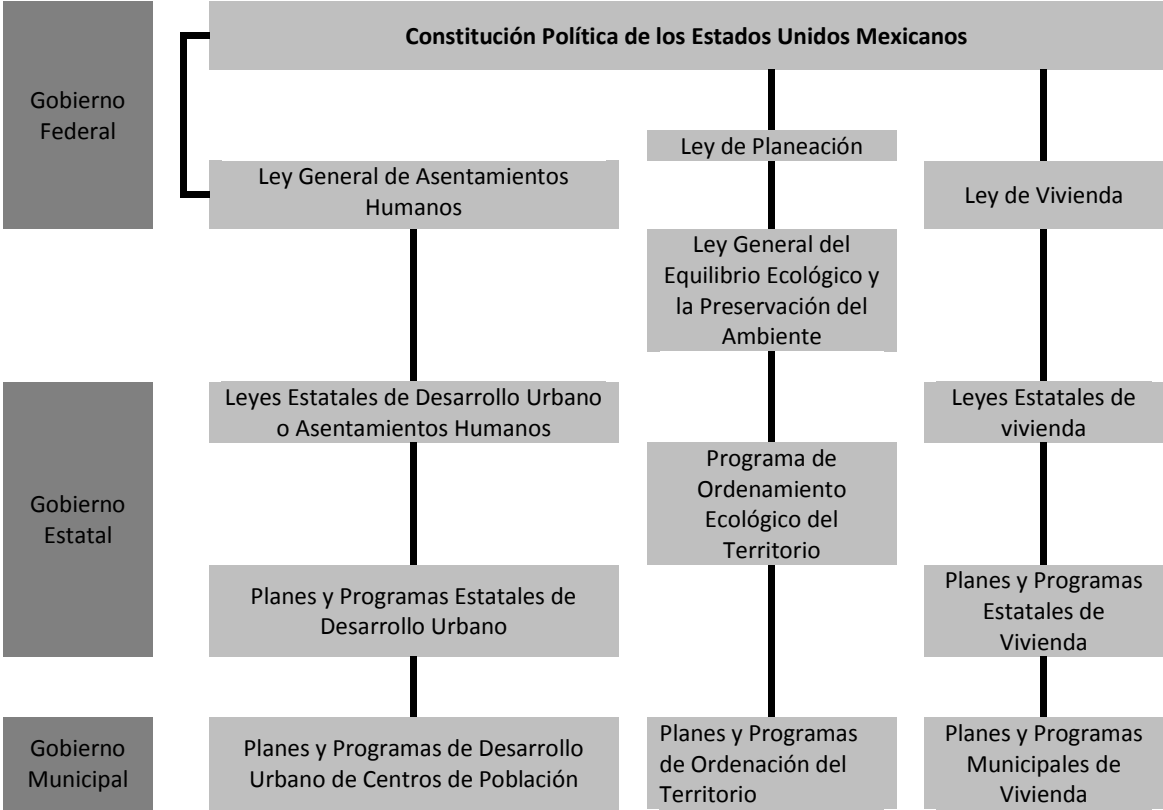 Constitución Política de los Estados Unidos Mexicanos
Gobierno
Federal
Ley de Planeación
Ley General de Asentamientos
Humanos
Ley de Vivienda
Ley General del
Equilibrio Ecológico y
la Preservación del
Ambiente
Gobierno
Estatal
Leyes Estatales de Desarrollo Urbano
o Asentamientos Humanos
Leyes Estatales de
vivienda
Programa de
Ordenamiento
Ecológico del
Territorio
Planes y Programas Estatales de
Desarrollo Urbano
Planes y Programas
Estatales de
Vivienda
Gobierno
Municipal
Planes y Programas de Desarrollo
Urbano de Centros de Población
Planes y Programas
de Ordenación del
Territorio
Planes y Programas
Municipales de
Vivienda